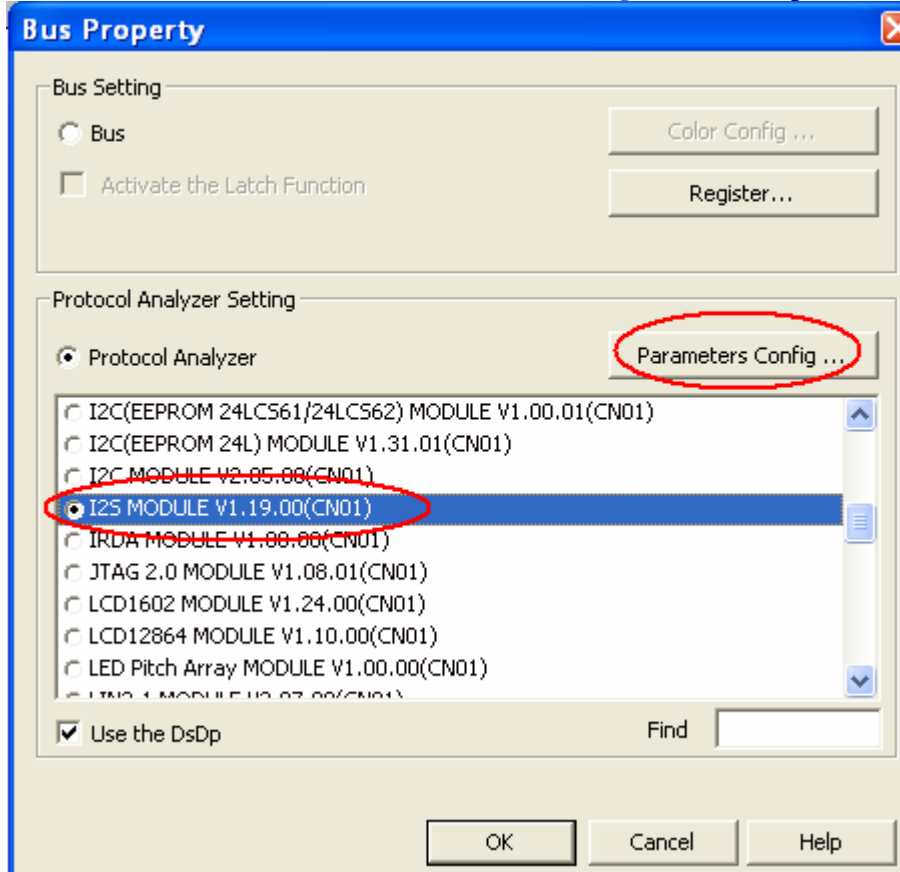 Bus Property
Bus Setting
Bus
Color Config ...
Activate the Latch Function
Register...
Protocol Analyzer Setting
Protocol Analyzer
Parameters Config ...
I2C(EEPROM 24LCS61/24LCS62) MODULE V1.00.01(CN01)
I2C(EEPROM 24L) MODULE V1.31.01(CN01)
I2C MODULE V2.05.00(CN01)
I2S MODULE V1.19.00(CN01)
IRDA MODULE V1.00.00(CN01)
JTAG 2.0 MODULE V1.08.01(CN01)
LCD1602 MODULE V1.24.00(CN01)
LCD12864 MODULE V1.10.00(CN01)
LED Pitch Array MODULE V1.00.00(CN01)
Use the DsDp
Find
OK
Cancel
Help